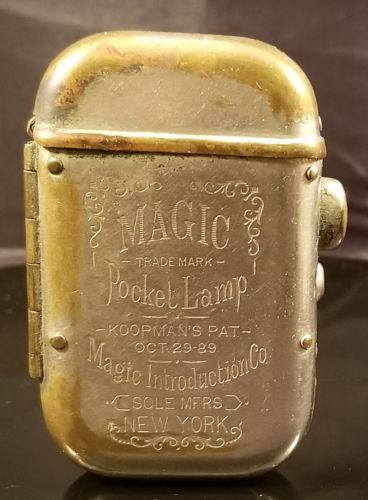 MAGIC
TRADE MARK
Pocket Lamp
KOOPMAN'S PAT
OCT. 29-89
Magic Introduction Co
SOLE MFRS
NEW YORK